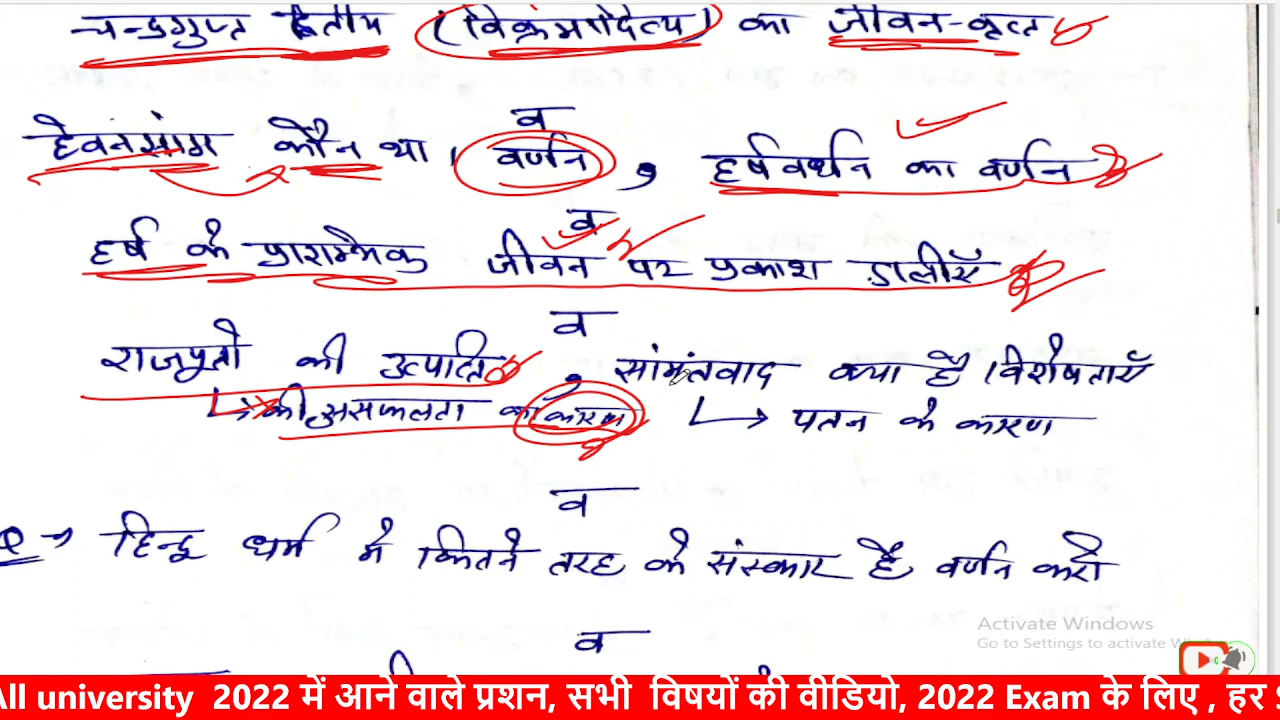 चन्द्रगुप्त द्वितीय (विक्रमादित्य) का जीवन-वृत्त
व
हेवनसांग कौन था। वर्णन, हर्षवर्धन का वर्णन
व
हर्ष के प्रारम्भिक जीवन पर प्रकाश डालीएँ
व
राजपूतो की उत्पत्ति, सांमंतवाद क्या है। विशेषताएँ
की असफलता का कारण → पतन के कारण
व
Q → हिन्दू धर्म मे कितने तरह के संस्कार है वर्णन करो
व
Activate Windows
Go to Settings to activate
All university 2022 में आने वाले प्रशन, सभी विषयों की वीडियो, 2022 Exam के लिए , हर